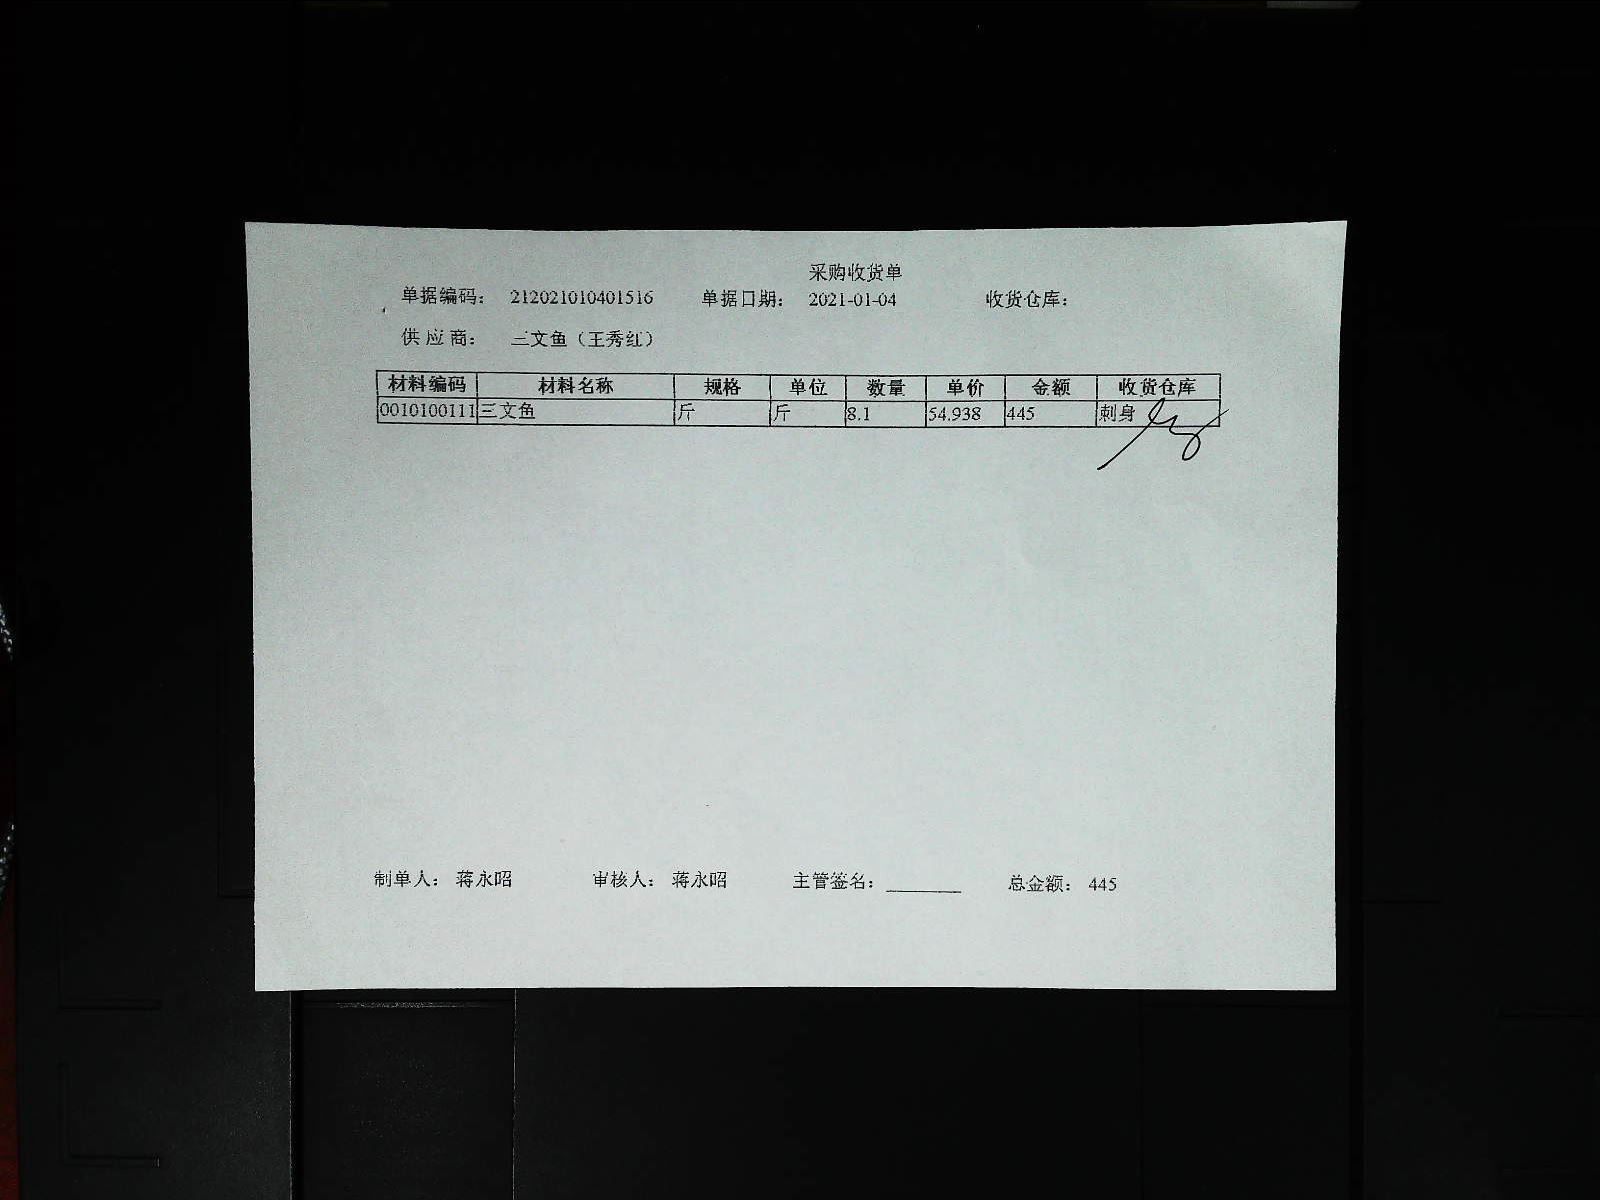 采购收货单
单据编码： 212021010401516 单据日期： 2021-01-04 收货仓库：
供应商： 三文鱼（王秀红）
材料编码 材料名称 规格 单位 数量 单价 金额 收货仓库
0010100111 三文鱼 斤 斤 8.1 54.938 445 刺身
制单人： 蒋永昭 审核人： 蒋永昭 主管签名： 总金额： 445